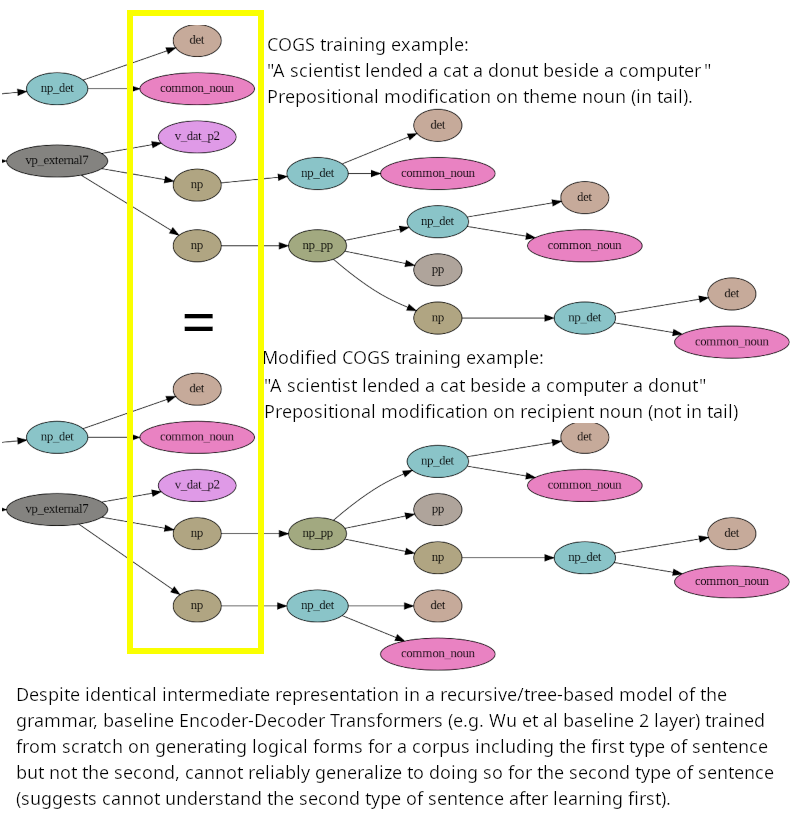 det
COGS training example:
"A scientist lended a cat a donut beside a computer"
np_det
common_noun
Prepositional modification on theme noun (in tail).
v_dat_p2
det
vp_external7
np
np_det
common_noun
det
np_det
np
np_pp
common_noun
pp
det
np
np_det
=
common_noun
Modified COGS training example:
det
"A scientist lended a cat beside a computer a donut"
Prepositional modification on recipient noun (not in tail)
np_det
common_noun
det
np_det
v_dat_p2
common_noun
vp_external7
pp
np
np_pp
det
np
np_det
common_noun
np
np_det
det
common_noun
Despite identical intermediate representation in a recursive/tree-based model of the
grammar, baseline Encoder-Decoder Transformers (e.g. Wu et al baseline 2 layer) trained
from scratch on generating logical forms for a corpus including the first type of sentence
but not the second, cannot reliably generalize to doing so for the second type of sentence
(suggests cannot understand the second type of sentence after learning first).